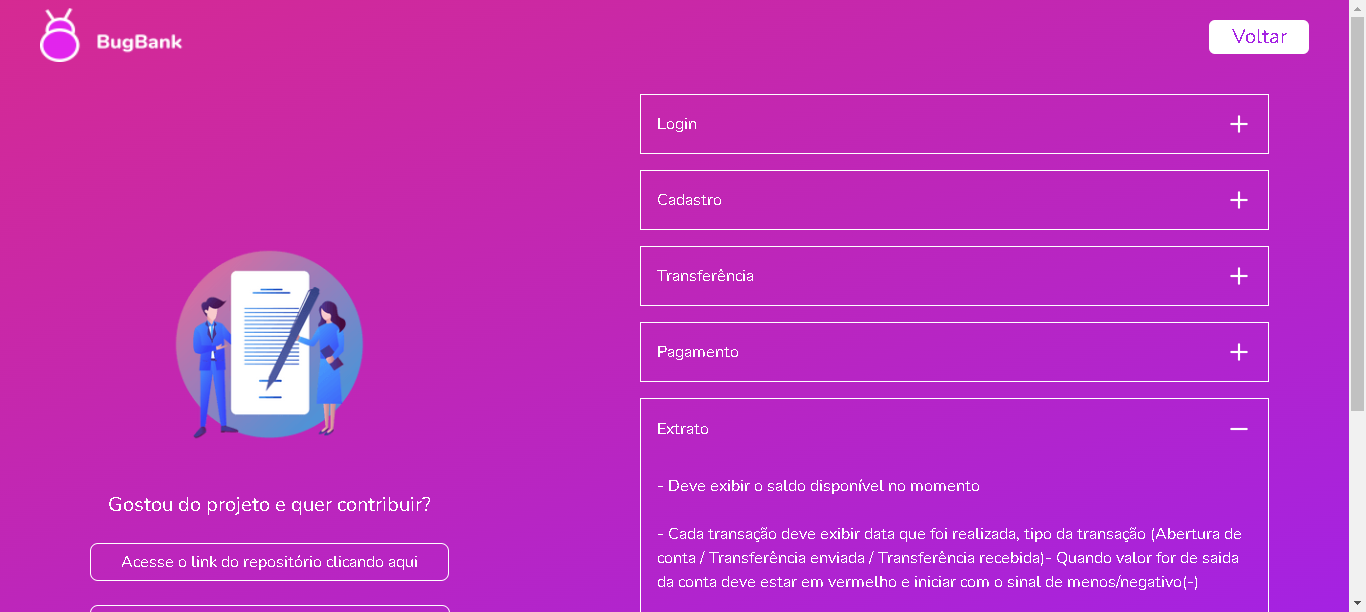 BugBank
Voltar
Login
Cadastro
Transferência
Pagamento
Extrato
- Deve exibir o saldo disponível no momento
- Cada transação deve exibir data que foi realizada, tipo da transação (Abertura de
conta / Transferência enviada / Transferência recebida)- Quando valor for de saida
da conta deve estar em vermelho e iniciar com o sinal de menos/negativo(-)
Gostou do projeto e quer contribuir?
Acesse o link do repositório clicando aqui